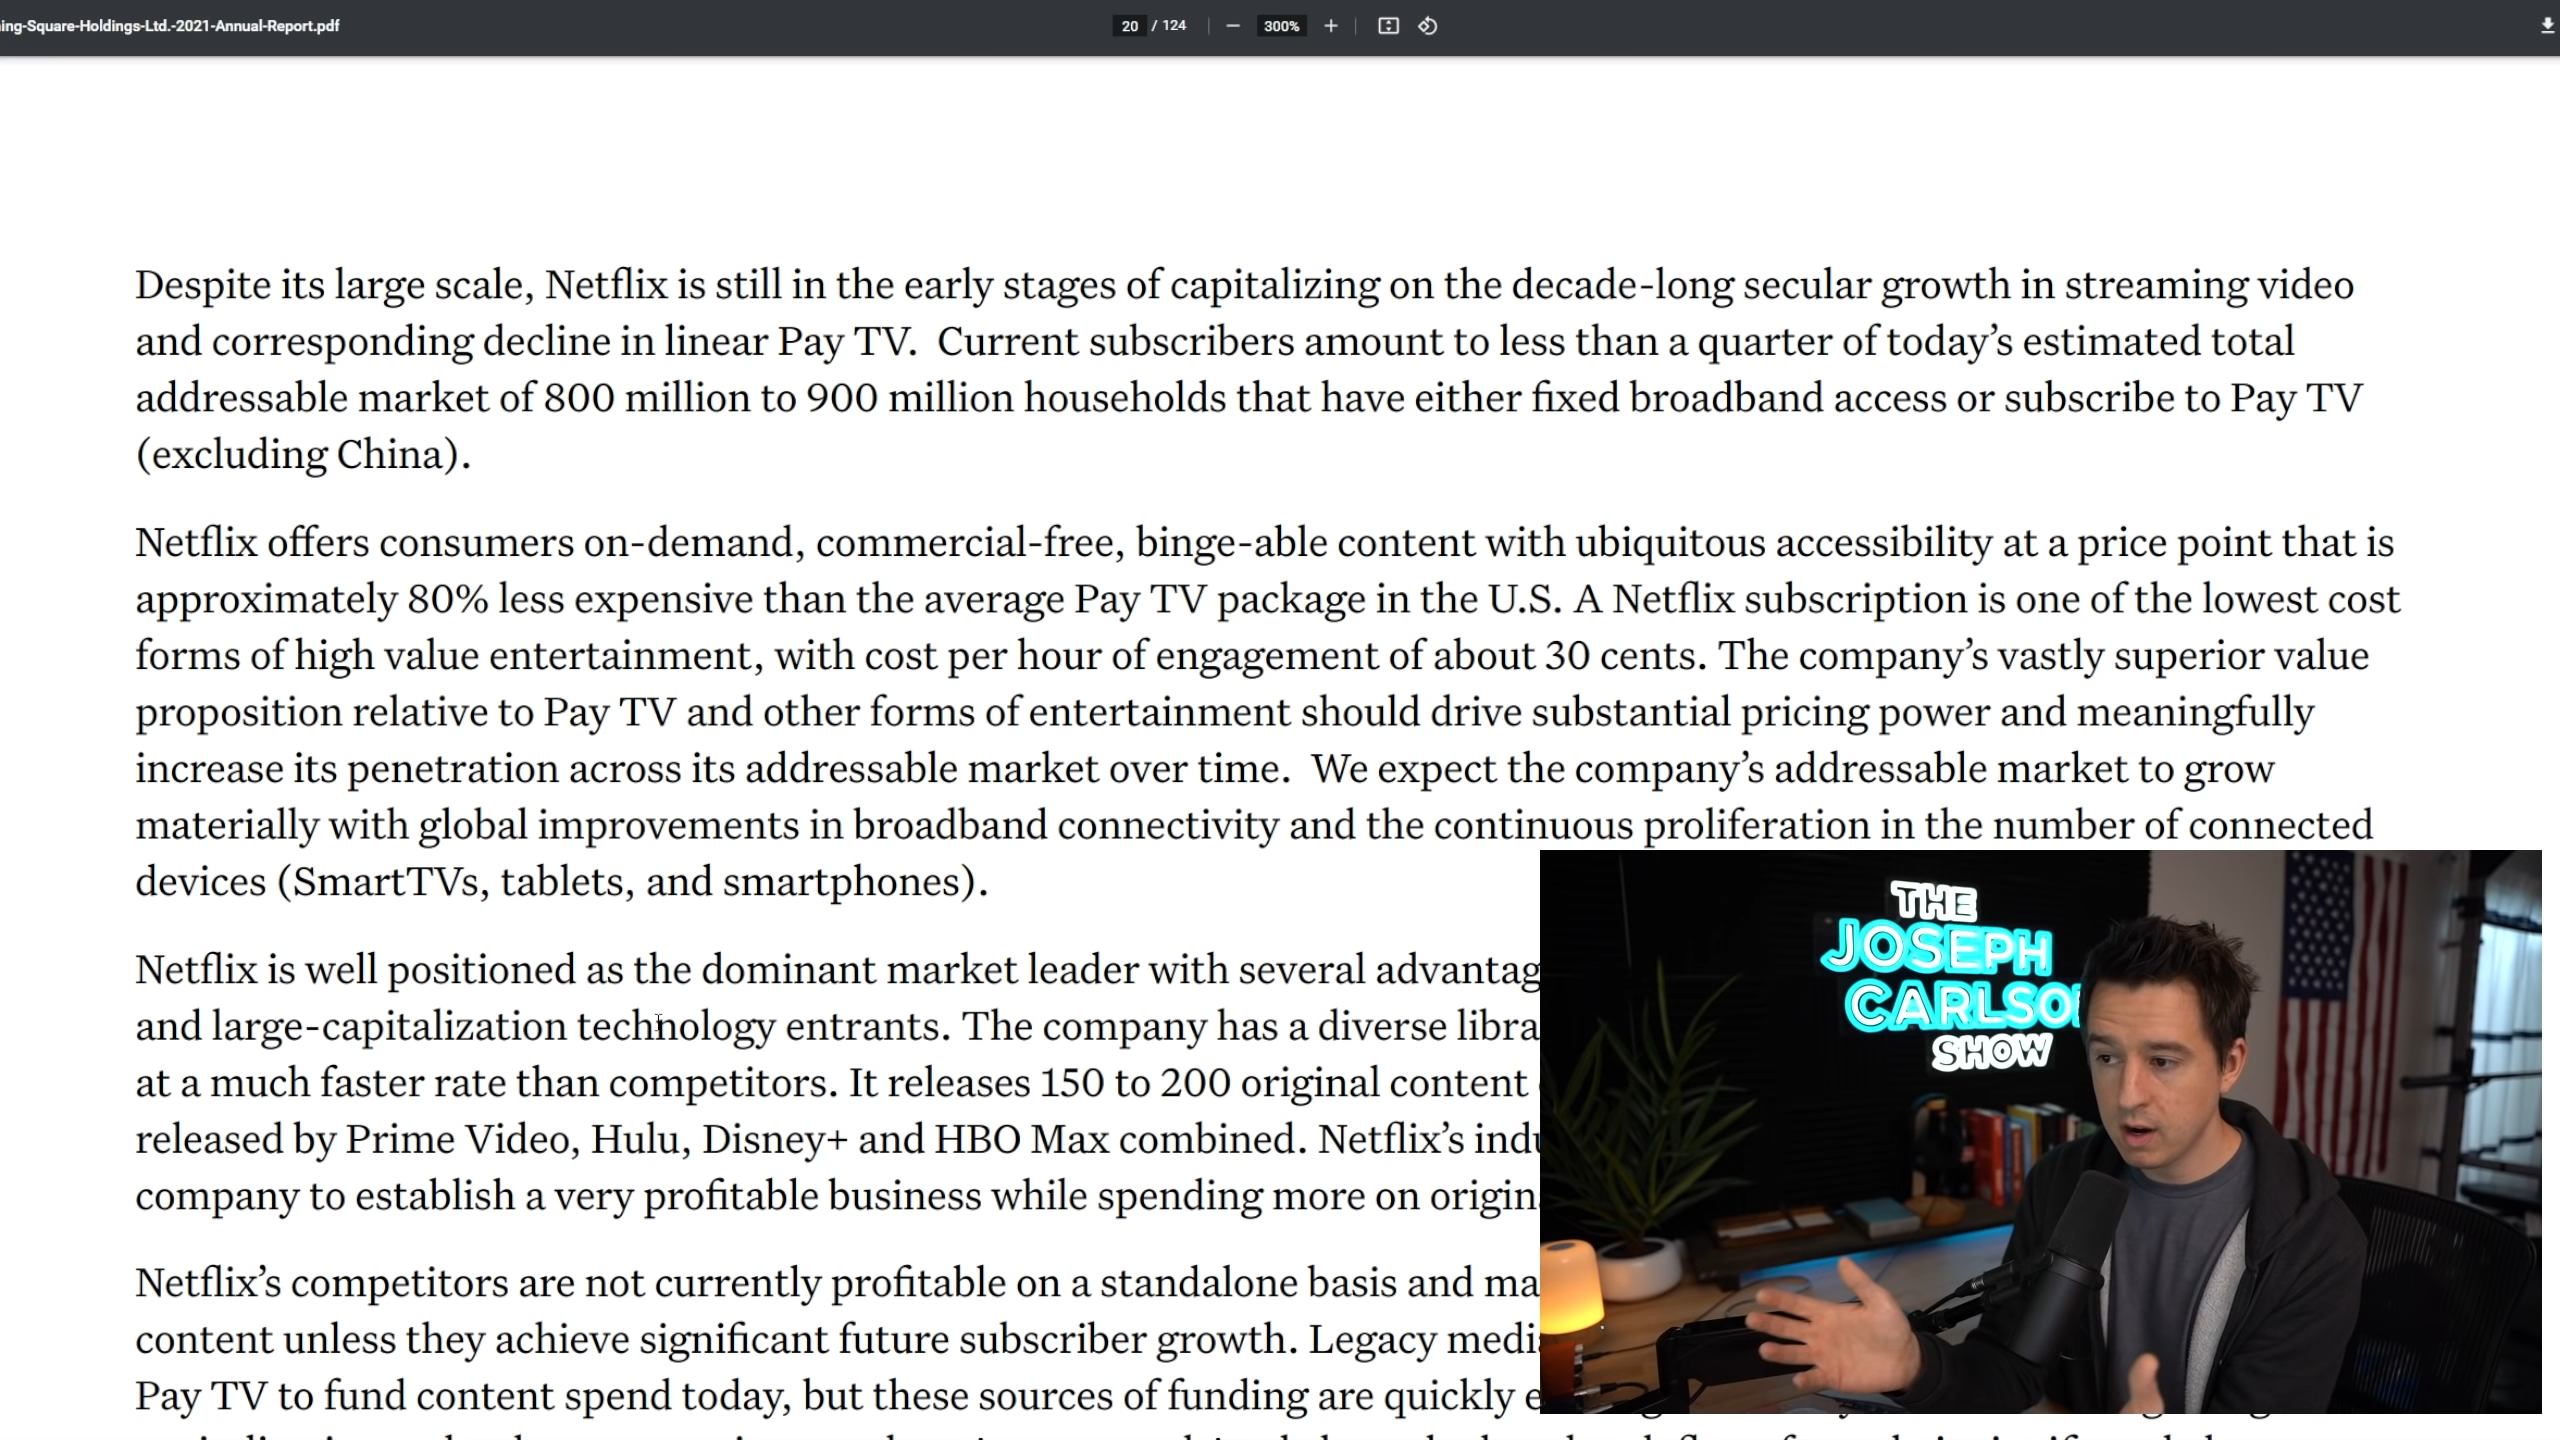 ing-Square-Holdings-Ltd.-2021-Annual-Report.pdf
20 / 124
300%
Despite its large scale, Netflix is still in the early stages of capitalizing on the decade-long secular growth in streaming video
and corresponding decline in linear Pay TV.  Current subscribers amount to less than a quarter of today’s estimated total
addressable market of 800 million to 900 million households that have either fixed broadband access or subscribe to Pay TV
(excluding China).
Netflix offers consumers on-demand, commercial-free, binge-able content with ubiquitous accessibility at a price point that is
approximately 80% less expensive than the average Pay TV package in the U.S. A Netflix subscription is one of the lowest cost
forms of high value entertainment, with cost per hour of engagement of about 30 cents. The company’s vastly superior value
proposition relative to Pay TV and other forms of entertainment should drive substantial pricing power and meaningfully
increase its penetration across its addressable market over time.  We expect the company’s addressable market to grow
materially with global improvements in broadband connectivity and the continuous proliferation in the number of connected
devices (SmartTVs, tablets, and smartphones).
Netflix is well positioned as the dominant market leader with several advantag
and large-capitalization technology entrants. The company has a diverse libra
at a much faster rate than competitors. It releases 150 to 200 original content
released by Prime Video, Hulu, Disney+ and HBO Max combined. Netflix’s indu
company to establish a very profitable business while spending more on origin
Netflix’s competitors are not currently profitable on a standalone basis and ma
content unless they achieve significant future subscriber growth. Legacy medi
Pay TV to fund content spend today, but these sources of funding are quickly e
THE
JOSEPH
CARLSO
SHOW